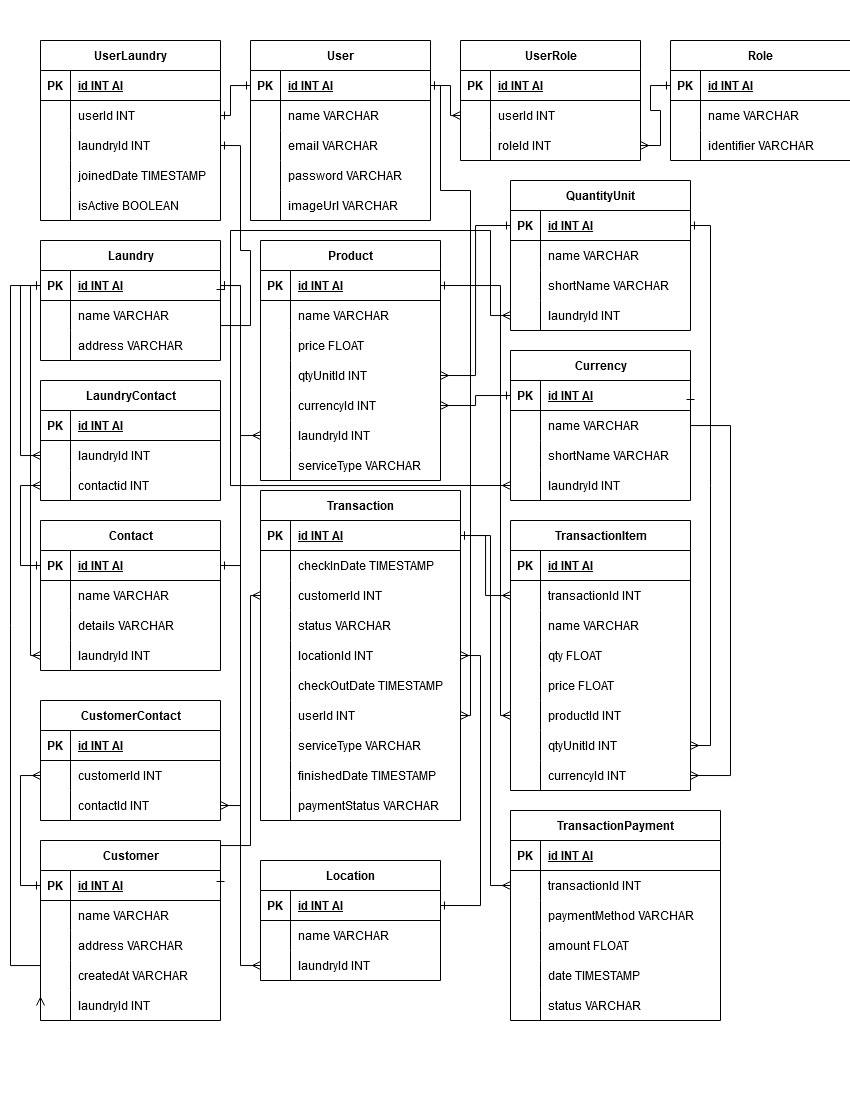 UserLaundry
PK id INT AI
userId INT
laundryId INT
joinedDate TIMESTAMP
isActive BOOLEAN
User
PK id INT AI
name VARCHAR
email VARCHAR
password VARCHAR
imageUrl VARCHAR
UserRole
PK id INT AI
userId INT
roleId INT
Role
PK id INT AI
name VARCHAR
identifier VARCHAR
QuantityUnit
PK id INT AI
name VARCHAR
shortName VARCHAR
laundryId INT
Laundry
PK id INT AI
name VARCHAR
address VARCHAR
Product
PK id INT AI
name VARCHAR
price FLOAT
qtyUnitId INT
currencyId INT
laundryId INT
serviceType VARCHAR
Currency
PK id INT AI
name VARCHAR
shortName VARCHAR
laundryId INT
LaundryContact
PK id INT AI
laundryId INT
contactid INT
Contact
PK id INT AI
name VARCHAR
details VARCHAR
laundryId INT
Transaction
PK id INT AI
checkInDate TIMESTAMP
customerId INT
status VARCHAR
locationId INT
checkOutDate TIMESTAMP
userId INT
serviceType VARCHAR
finishedDate TIMESTAMP
paymentStatus VARCHAR
TransactionItem
PK id INT AI
transactionId INT
name VARCHAR
qty FLOAT
price FLOAT
productId INT
qtyUnitId INT
currencyId INT
CustomerContact
PK id INT AI
customerId INT
contactId INT
Customer
PK id INT AI
name VARCHAR
address VARCHAR
createdAt VARCHAR
laundryId INT
Location
PK id INT AI
name VARCHAR
laundryId INT
TransactionPayment
PK id INT AI
transactionId INT
paymentMethod VARCHAR
amount FLOAT
date TIMESTAMP
status VARCHAR